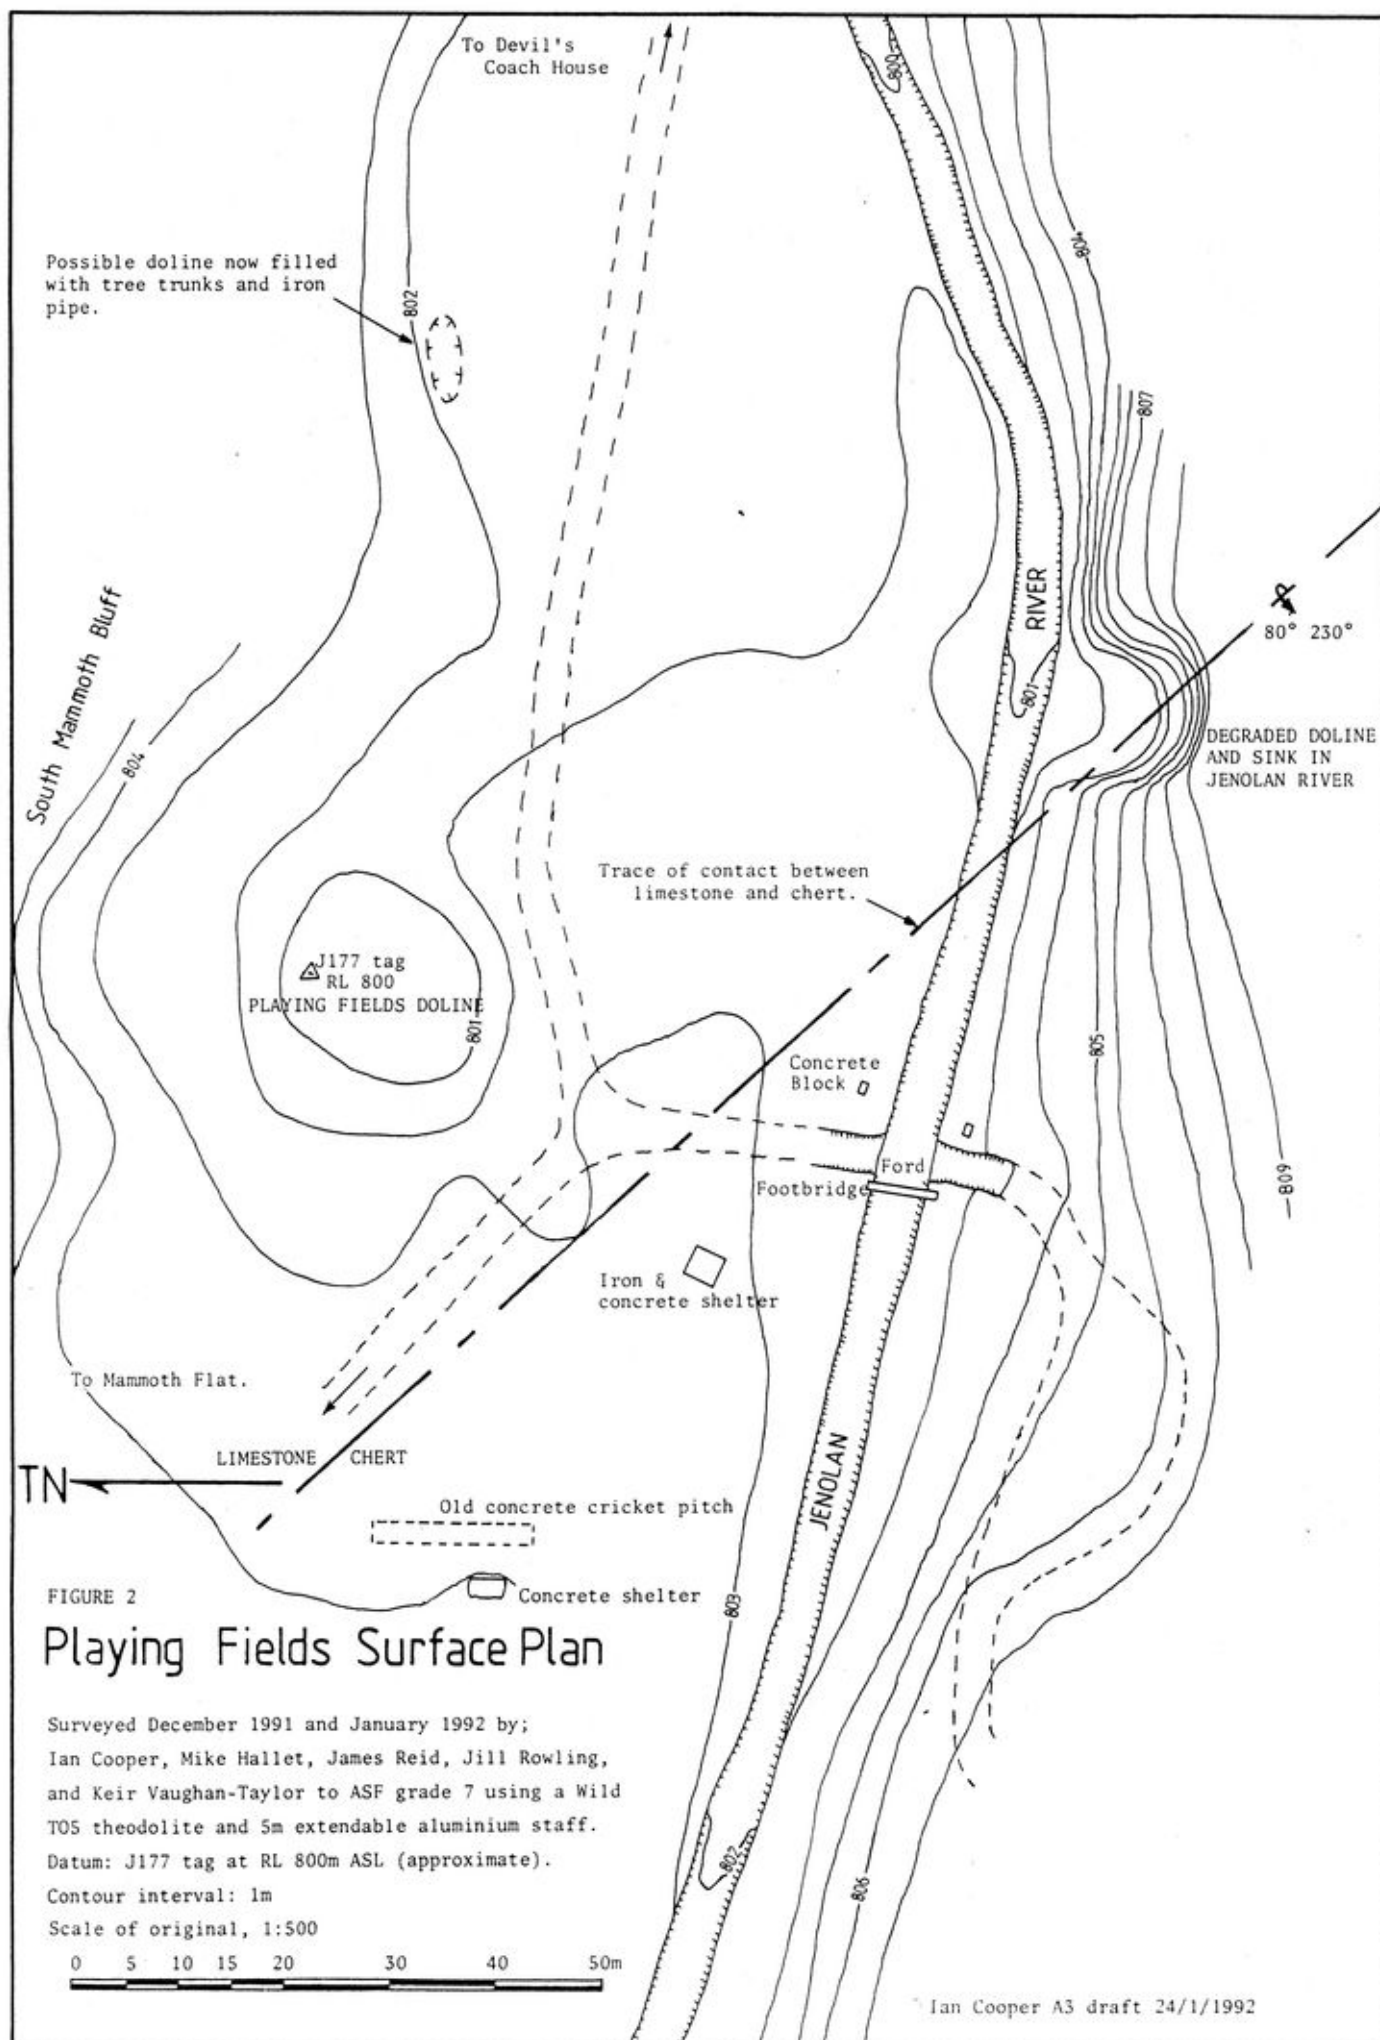 To Devil's
Coach House
800
804
Possible doline now filled
with tree trunks and iron
pipe.
802
807
RIVER
80° 230°
South Mammoth Bluff
804
801
DEGRADED DOLINE
AND SINK IN
JENOLAN RIVER
Trace of contact between
limestone and chert.
J177 tag
RL 800
PLAYING FIELDS DOLINE
801
805
Concrete
Block
Ford
Footbridge
809
Iron &
concrete shelter
To Mammoth Flat.
LIMESTONE CHERT
TN
JENOLAN
Old concrete cricket pitch
Concrete shelter
803
FIGURE 2
Playing Fields Surface Plan
Surveyed December 1991 and January 1992 by;
Ian Cooper, Mike Hallet, James Reid, Jill Rowling,
and Keir Vaughan-Taylor to ASF grade 7 using a Wild
TO5 theodolite and 5m extendable aluminium staff.
Datum: J177 tag at RL 800m ASL (approximate).
Contour interval: 1m
Scale of original, 1:500
802
806
0 5 10 15 20 30 40 50m
Ian Cooper A3 draft 24/1/1992